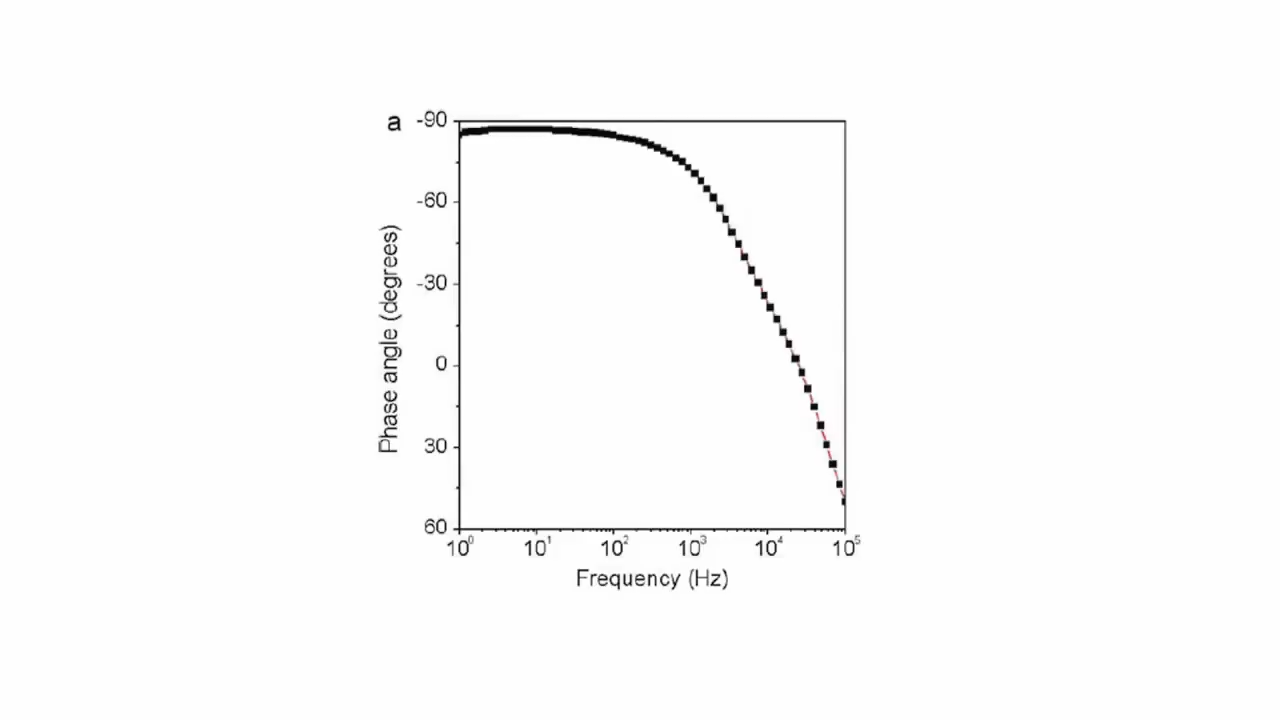 a
-90
-60
-30
0
30
60
10⁰ 10¹ 10² 10³ 10⁴ 10⁵
Phase angle (degrees)
Frequency (Hz)